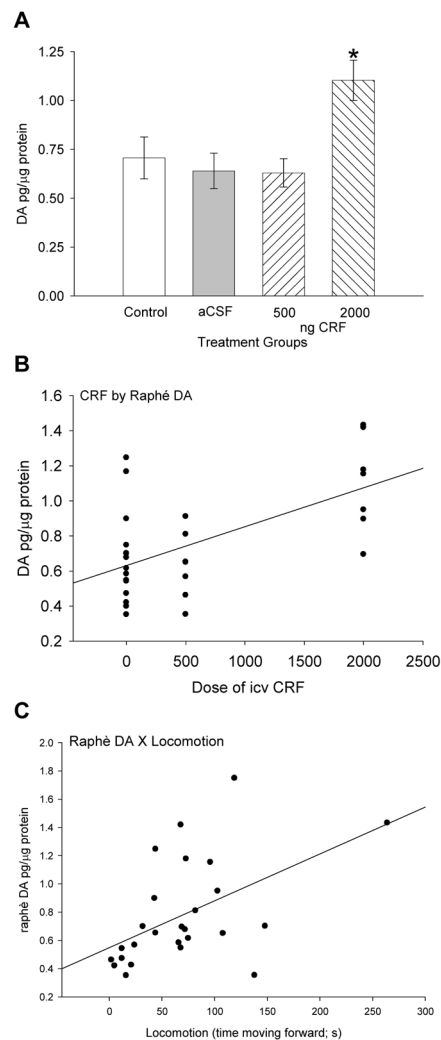 A
1.25
*
1.00
0.75
0.50
0.25
0.00
DA pg/µg protein
Control aCSF 500 2000
ng CRF
Treatment Groups
B
CRF by Raphé DA
1.6
1.4
1.2
1.0
0.8
0.6
0.4
0.2
DA pg/µg protein
0 500 1000 1500 2000 2500
Dose of icv CRF
C
Raphè DA X Locomotion
2.0
1.8
1.6
1.4
1.2
1.0
0.8
0.6
0.4
0.2
raphè DA pg/µg protein
0 50 100 150 200 250 300
Locomotion (time moving forward; s)